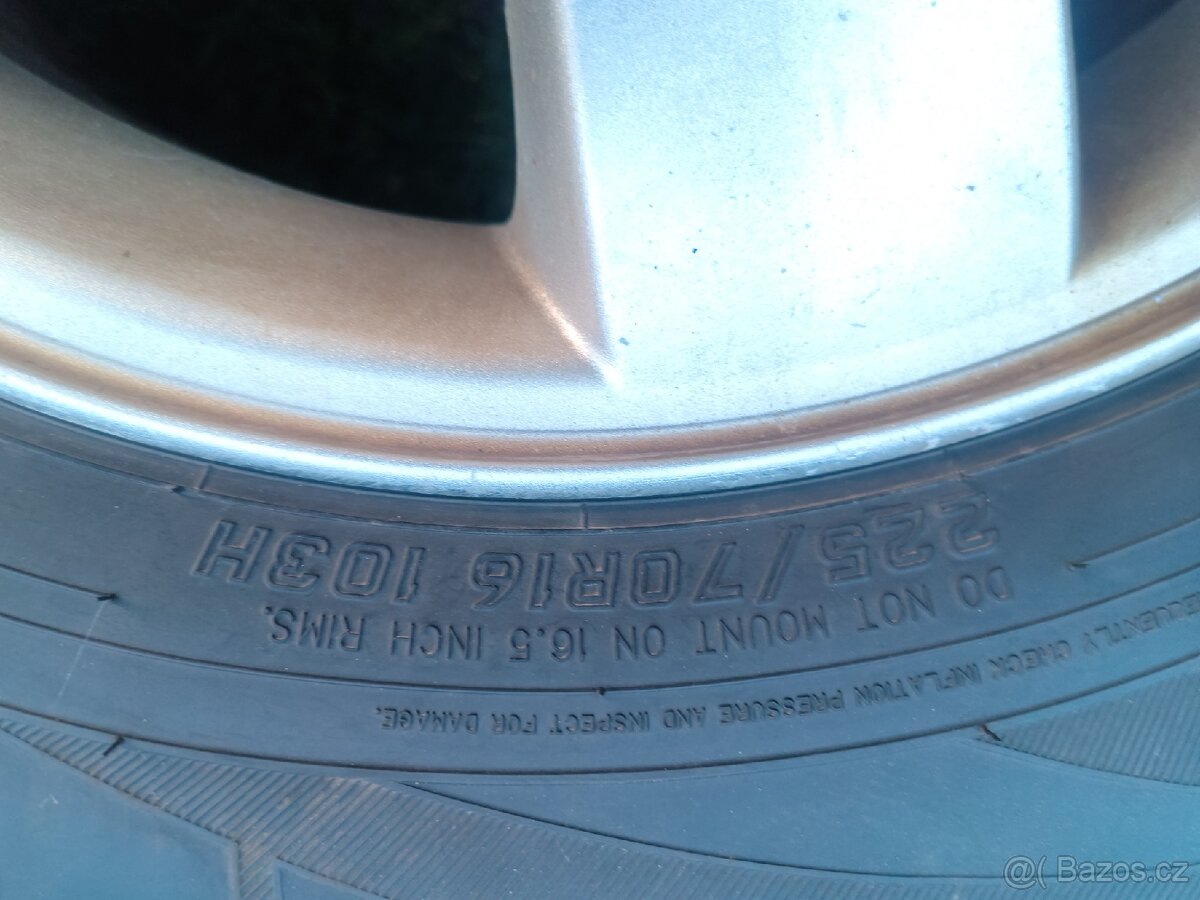 225/70R16 103H
DO NOT MOUNT ON 16.5 INCH RIMS.
CHECK INFLATION PRESSURE AND INSPECT FOR DAMAGE.
@( Bazos.cz